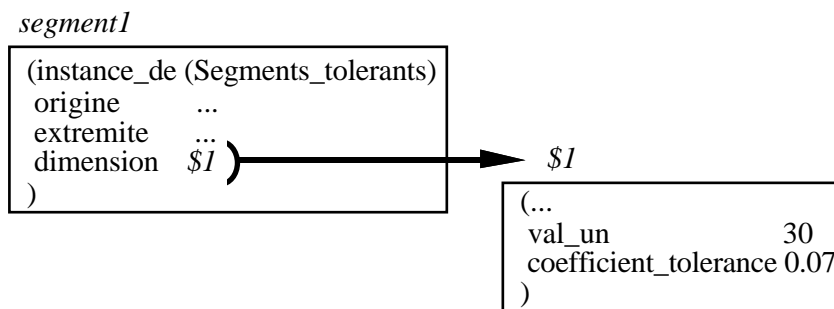 segment1
(instance_de (Segments_tolerants)
origine ...
extremite ...
dimension $1
)
$1
(...
val_un 30
coefficient_tolerance 0.07
)